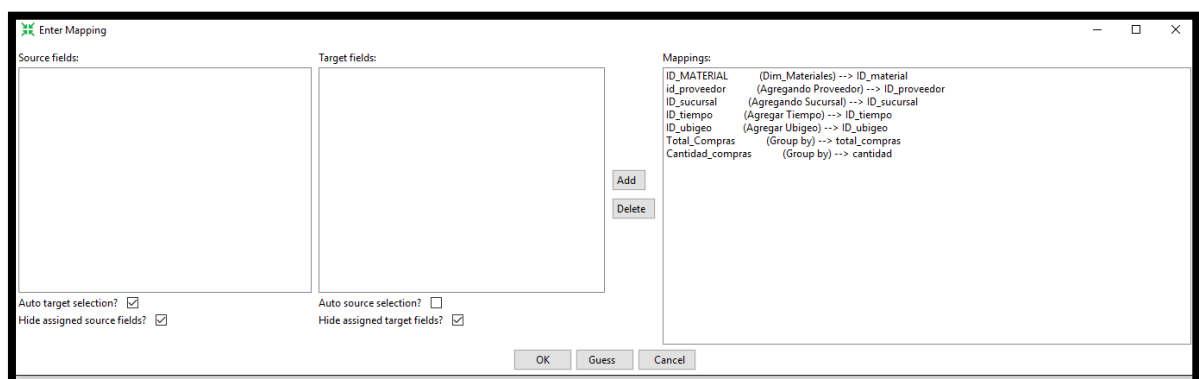 Enter Mapping
Source fields:
Target fields:
Mappings:
ID_MATERIAL (Dim_Materiales) --> ID_material
id_proveedor (Agregando Proveedor) --> ID_proveedor
ID_sucursal (Agregando Sucursal) --> ID_sucursal
ID_tiempo (Agregar Tiempo) --> ID_tiempo
ID_ubigeo (Agregar Ubigeo) --> ID_ubigeo
Total_Compras (Group by) --> total_compras
Cantidad_compras (Group by) --> cantidad
Add
Delete
Auto target selection?
Auto source selection?
Hide assigned source fields?
Hide assigned target fields?
OK
Guess
Cancel